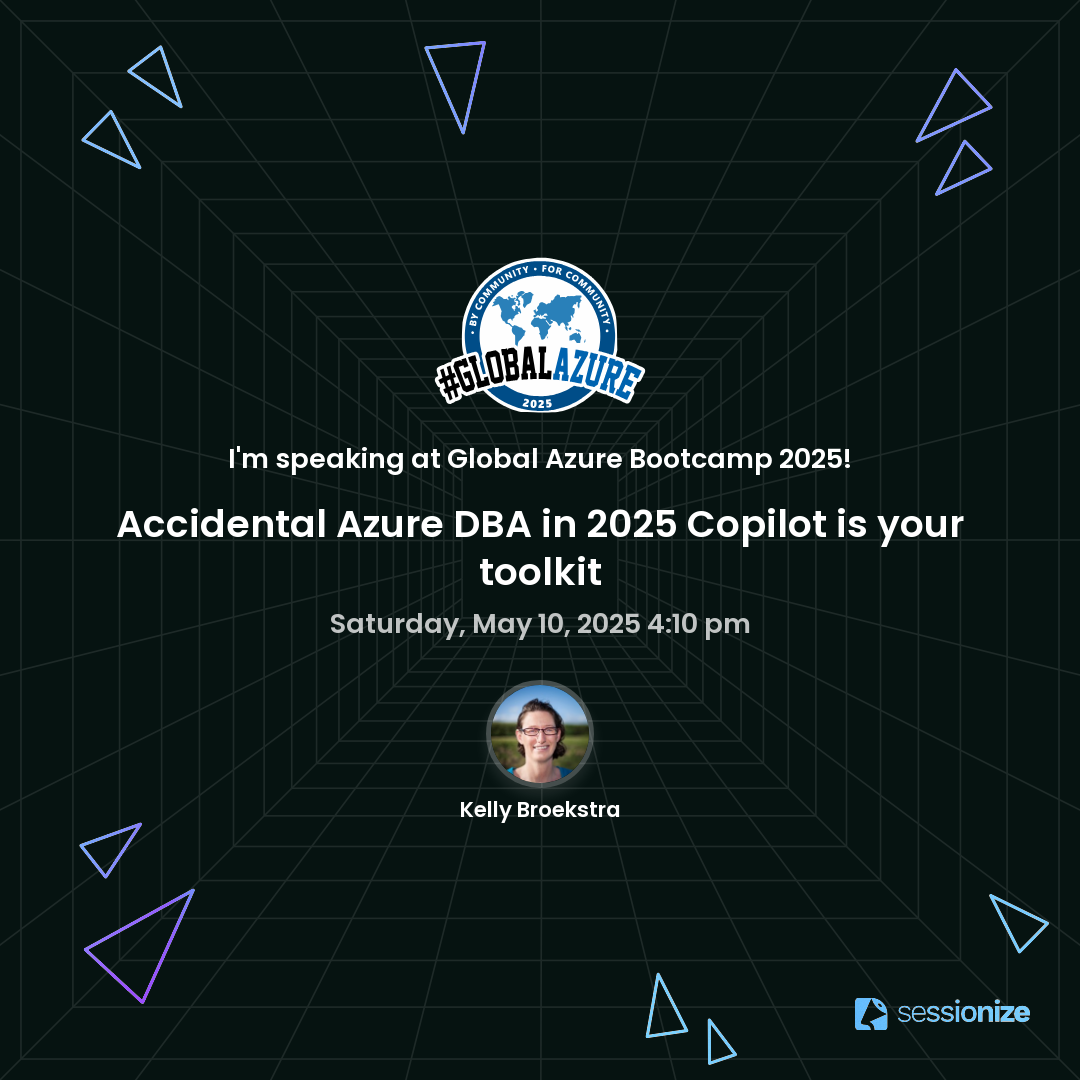 • BY COMMUNITY • FOR COMMUNITY •
#GLOBALAZURE
2025
I'm speaking at Global Azure Bootcamp 2025!
Accidental Azure DBA in 2025 Copilot is your
toolkit
Saturday, May 10, 2025 4:10 pm
Kelly Broekstra
sessionize